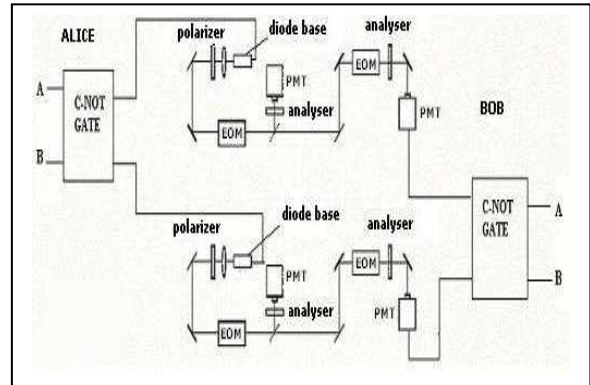 ALICE
A
B
C-NOT
GATE
polarizer
diode base
PMT
analyser
EOM
analyser
EOM
PMT
BOB
polarizer
diode base
PMT
analyser
EOM
analyser
EOM
PMT
C-NOT
GATE
A
B